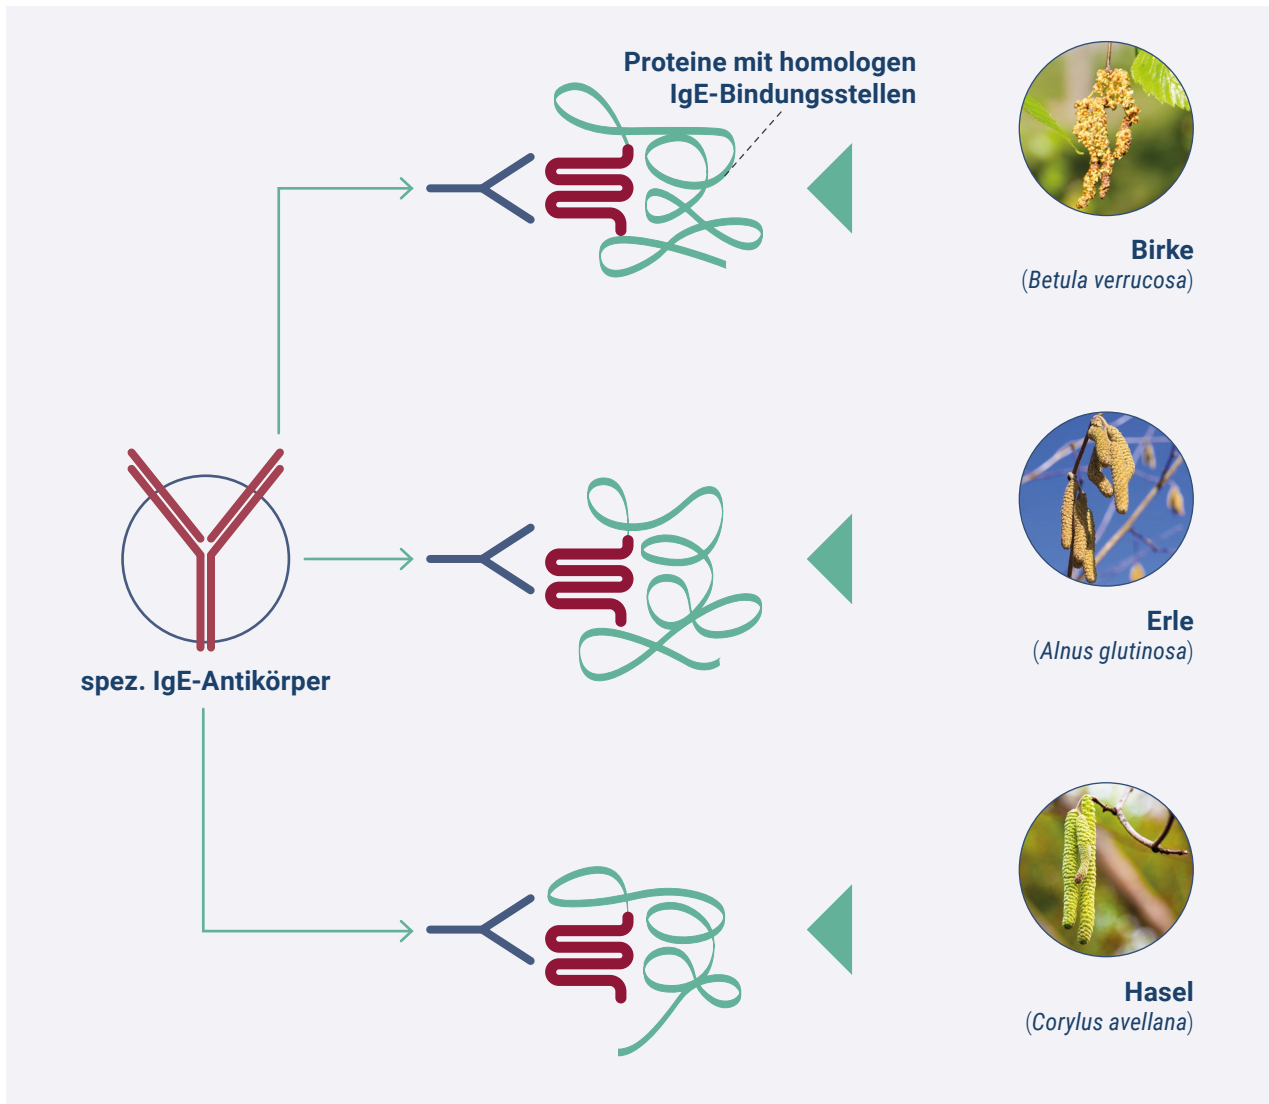 Proteine mit homologen
IgE-Bindungsstellen
Birke
(Betula verrucosa)
spez. IgE-Antikörper
Erle
(Alnus glutinosa)
Hasel
(Corylus avellana)